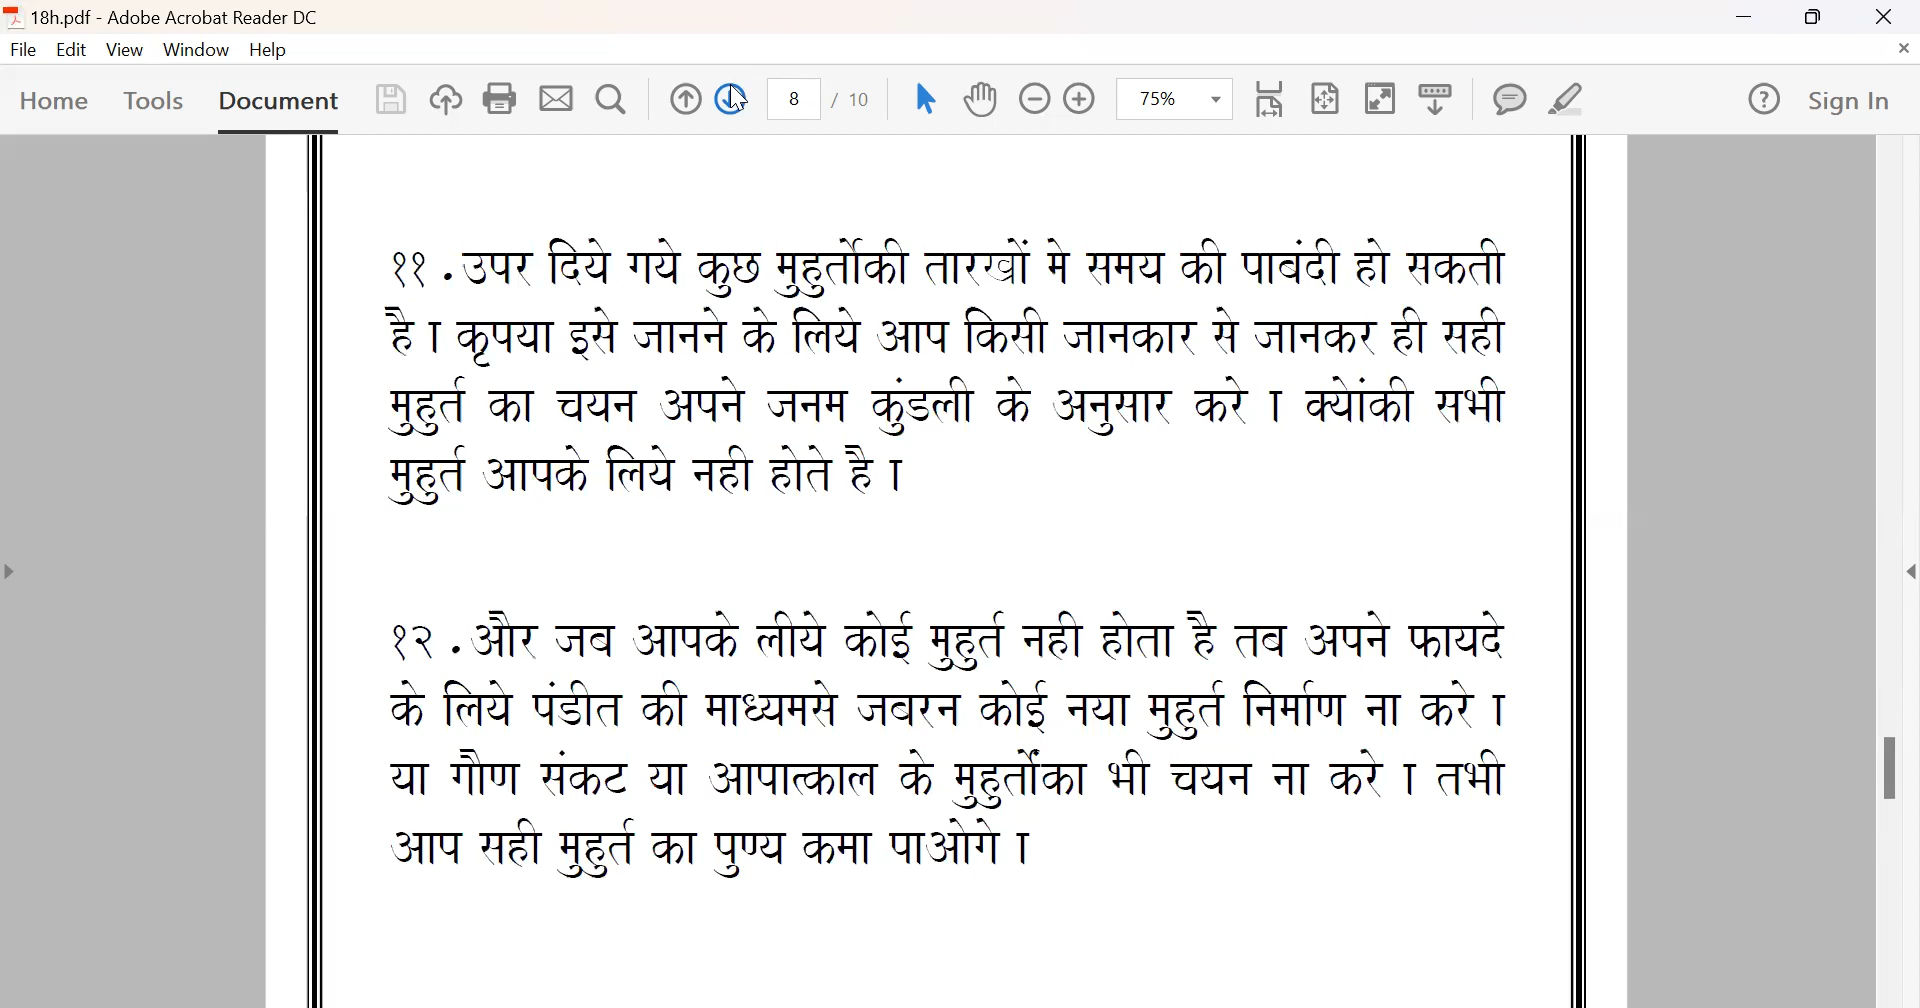 18h.pdf - Adobe Acrobat Reader DC
File Edit View Window Help
Home Tools Document 8 / 10 75% Sign In
११.उपर दिये गये कुछ मुहुर्तोकी तारखों मे समय की पाबंदी हो सकती
है । कृपया इसे जानने के लिये आप किसी जानकार से जानकर ही सही
मुहुर्त का चयन अपने जनम कुंडली के अनुसार करे । क्योंकी सभी
मुहुर्त आपके लिये नही होते है ।
१२.और जब आपके लीये कोई मुहुर्त नही होता है तब अपने फायदे
के लिये पंडीत की माध्यमसे जबरन कोई नया मुहुर्त निर्माण ना करे ।
या गौण संकट या आपात्काल के मुहुर्तोंका भी चयन ना करे । तभी
आप सही मुहुर्त का पुण्य कमा पाओगे ।